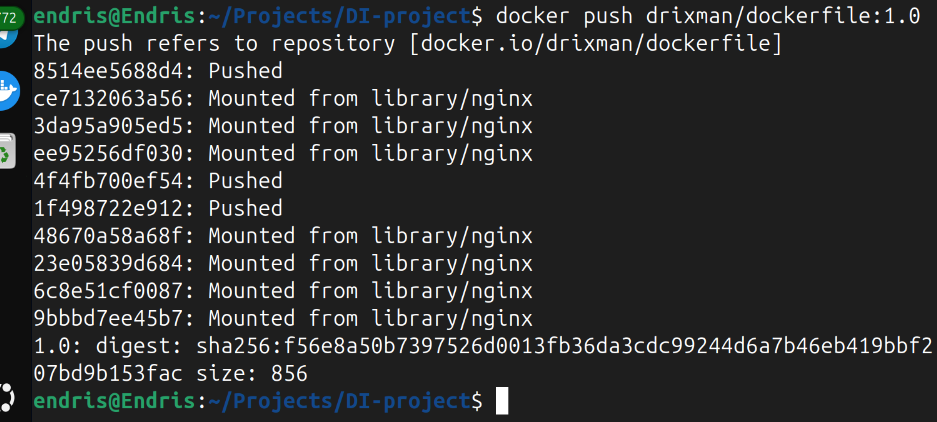 772
endris@Endris:~/Projects/DI-project$ docker push drixman/dockerfile:1.0
The push refers to repository [docker.io/drixman/dockerfile]
8514ee5688d4: Pushed
ce7132063a56: Mounted from library/nginx
3da95a905ed5: Mounted from library/nginx
ee95256df030: Mounted from library/nginx
4f4fb700ef54: Pushed
1f498722e912: Pushed
48670a58a68f: Mounted from library/nginx
23e05839d684: Mounted from library/nginx
6c8e51cf0087: Mounted from library/nginx
9bbbd7ee45b7: Mounted from library/nginx
1.0: digest: sha256:f56e8a50b7397526d0013fb36da3cdc99244d6a7b46eb419bbf2
07bd9b153fac size: 856
endris@Endris:~/Projects/DI-project$